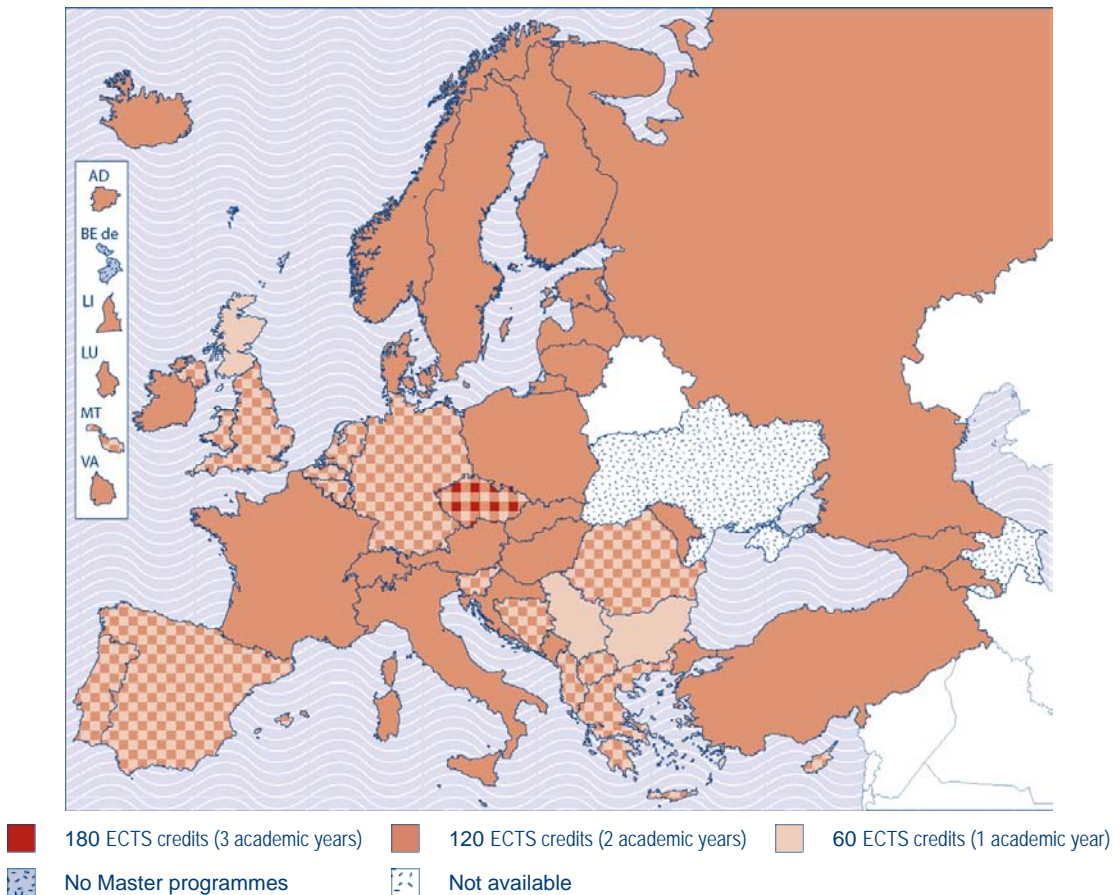 AD
BE de
LI
LU
MT
VA
180 ECTS credits (3 academic years) 120 ECTS credits (2 academic years) 60 ECTS credits (1 academic year)
No Master programmes Not available